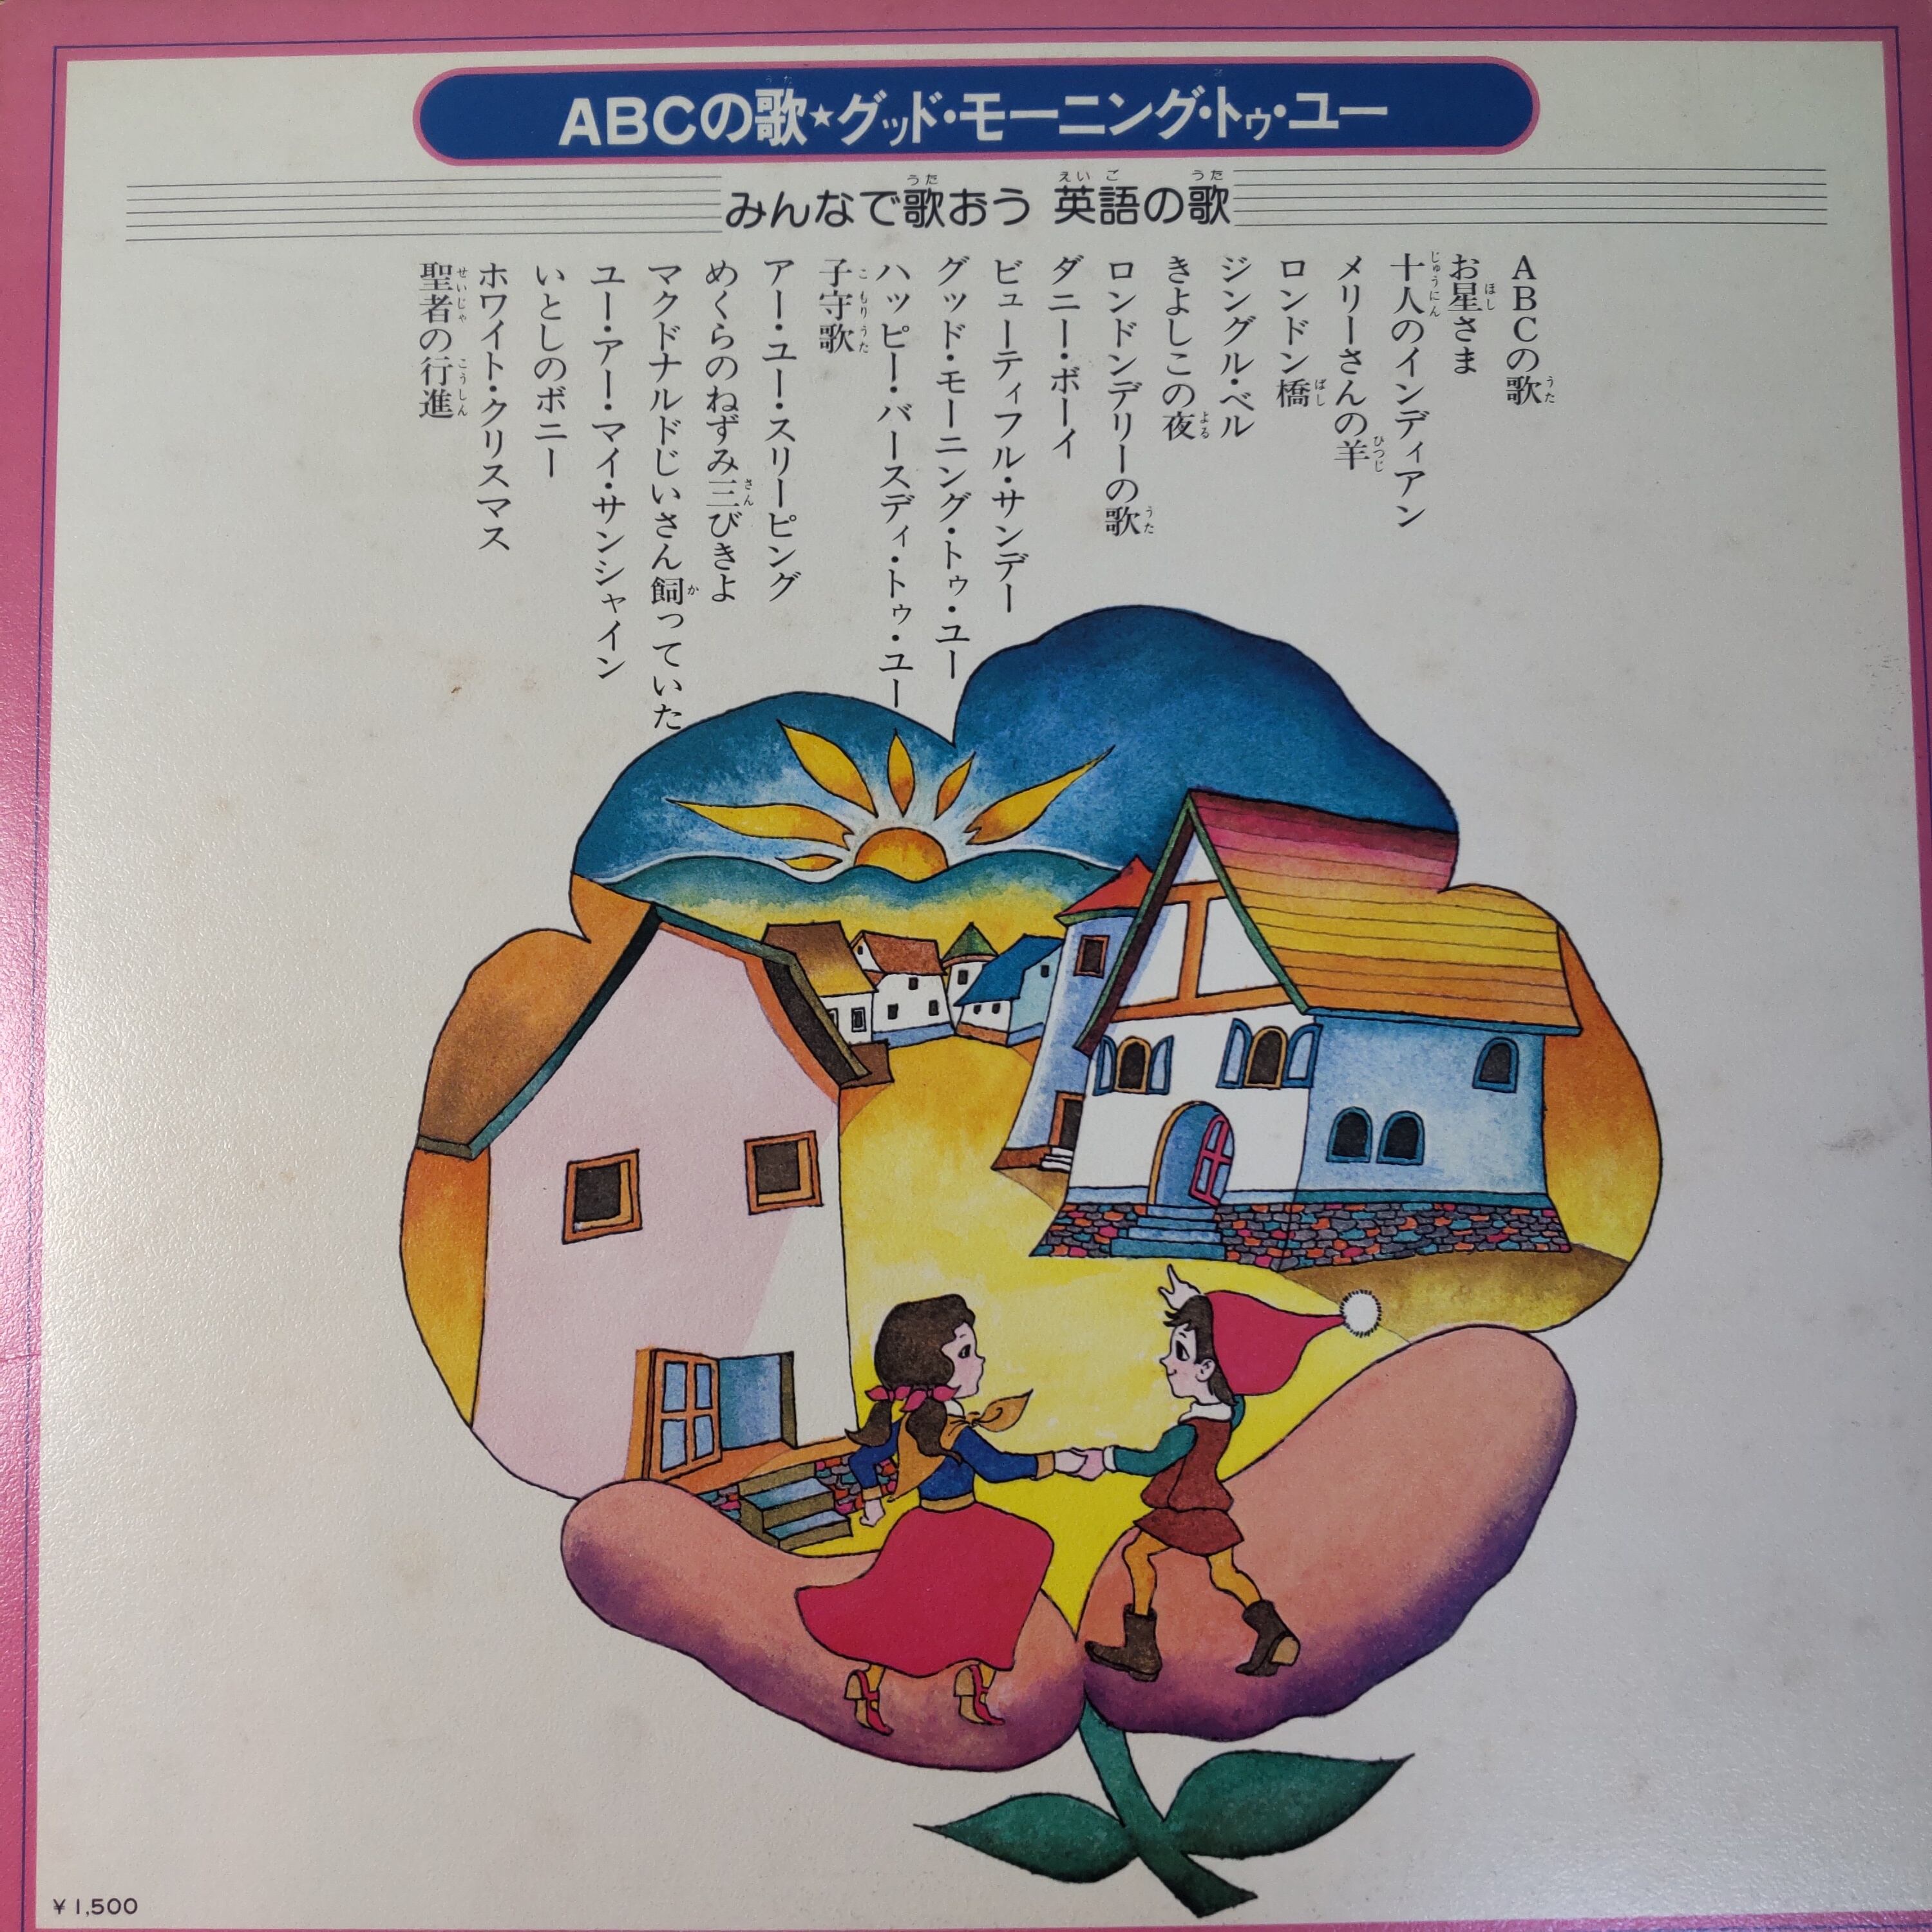 ABCの歌★グッド・モーニング・トゥ・ユー
みんなで歌おう 英語の歌
ABCの歌
お星さま
十人のインディアン
メリーさんの羊
ロンドン橋
ジングル・ベル
きよしこの夜
ロンドンデリーの歌
ダニー・ボーイ
ビューティフル・サンデー
グッド・モーニング・トゥ・ユー
ハッピー・バースディ・トゥ・ユー
子守歌
アー・ユー・スリーピング
めくらのねずみ三びきよ
マクドナルドじいさん飼っていた
ユー・アー・マイ・サンシャイン
いとしのボニー
ホワイト・クリスマス
聖者の行進
¥1,500